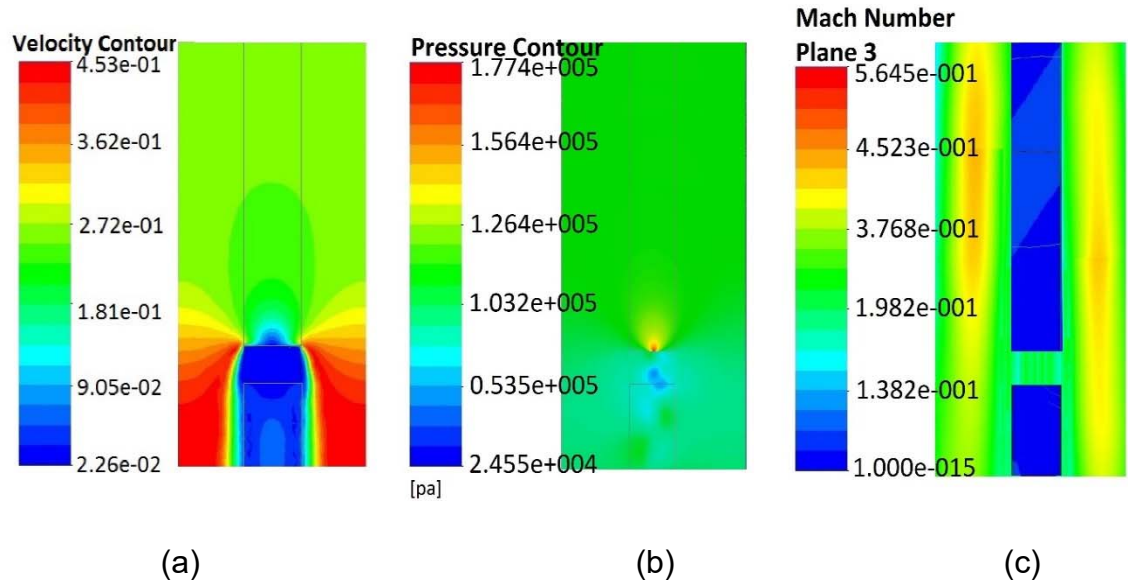 Velocity Contour
4.53e-01
3.62e-01
2.72e-01
1.81e-01
9.05e-02
2.26e-02
(a)
Pressure Contour
1.774e+005
1.564e+005
1.264e+005
1.032e+005
0.535e+005
2.455e+004
[pa]
(b)
Mach Number
Plane 3
5.645e-001
4.523e-001
3.768e-001
1.982e-001
1.382e-001
1.000e-015
(c)